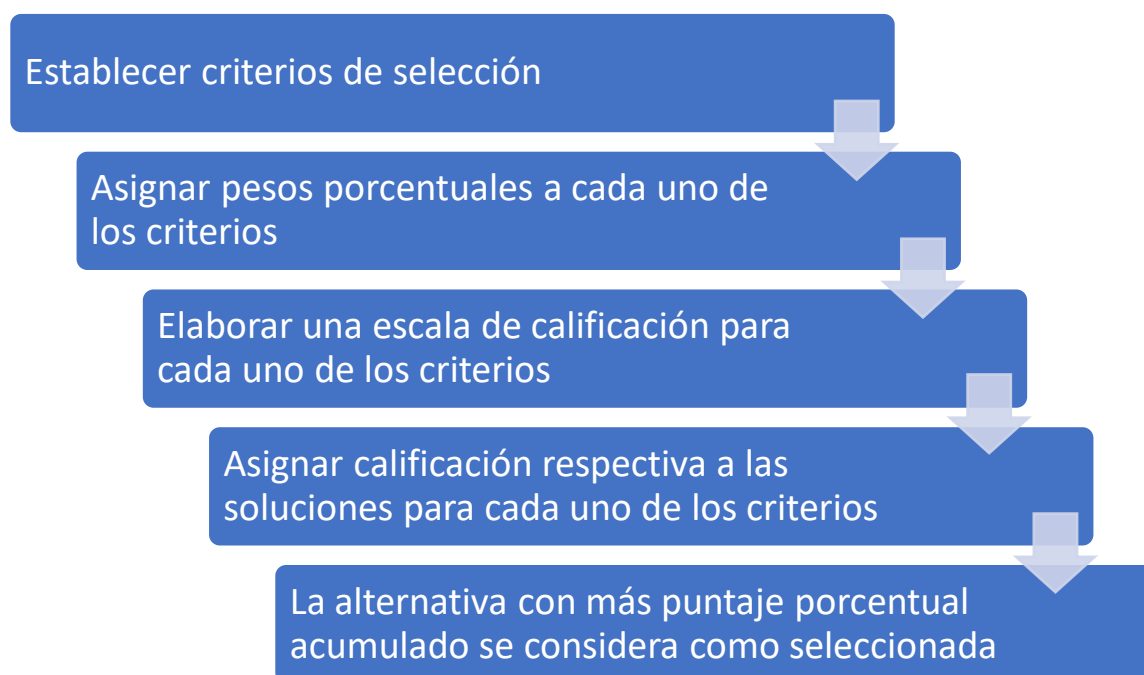 Establecer criterios de selección
Asignar pesos porcentuales a cada uno de
los criterios
Elaborar una escala de calificación para
cada uno de los criterios
Asignar calificación respectiva a las
soluciones para cada uno de los criterios
La alternativa con más puntaje porcentual
acumulado se considera como seleccionada